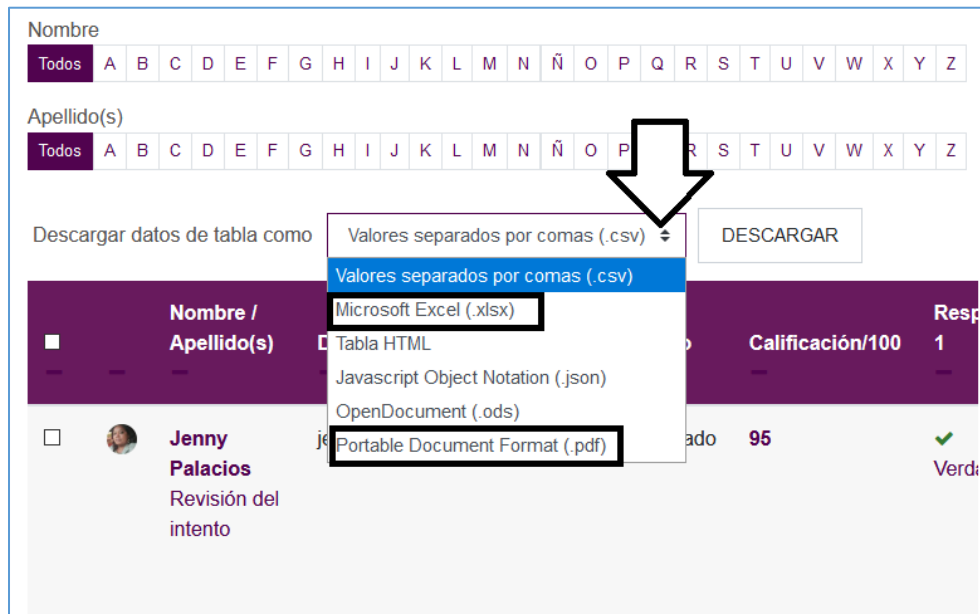 Nombre
Todos A B C D E F G H I J K L M N Ñ O P Q R S T U V W X Y Z
Apellido(s)
Todos A B C D E F G H I J K L M N Ñ O P R S T U V W X Y Z
Descargar datos de tabla como Valores separados por comas (.csv) DESCARGAR
Valores separados por comas (.csv)
Microsoft Excel (.xlsx)
Tabla HTML
Javascript Object Notation (.json)
OpenDocument (.ods)
Portable Document Format (.pdf)
Nombre / Resp
Apellido(s) Calificación/100 1
Jenny 95
Palacios Verda
Revisión del
intento